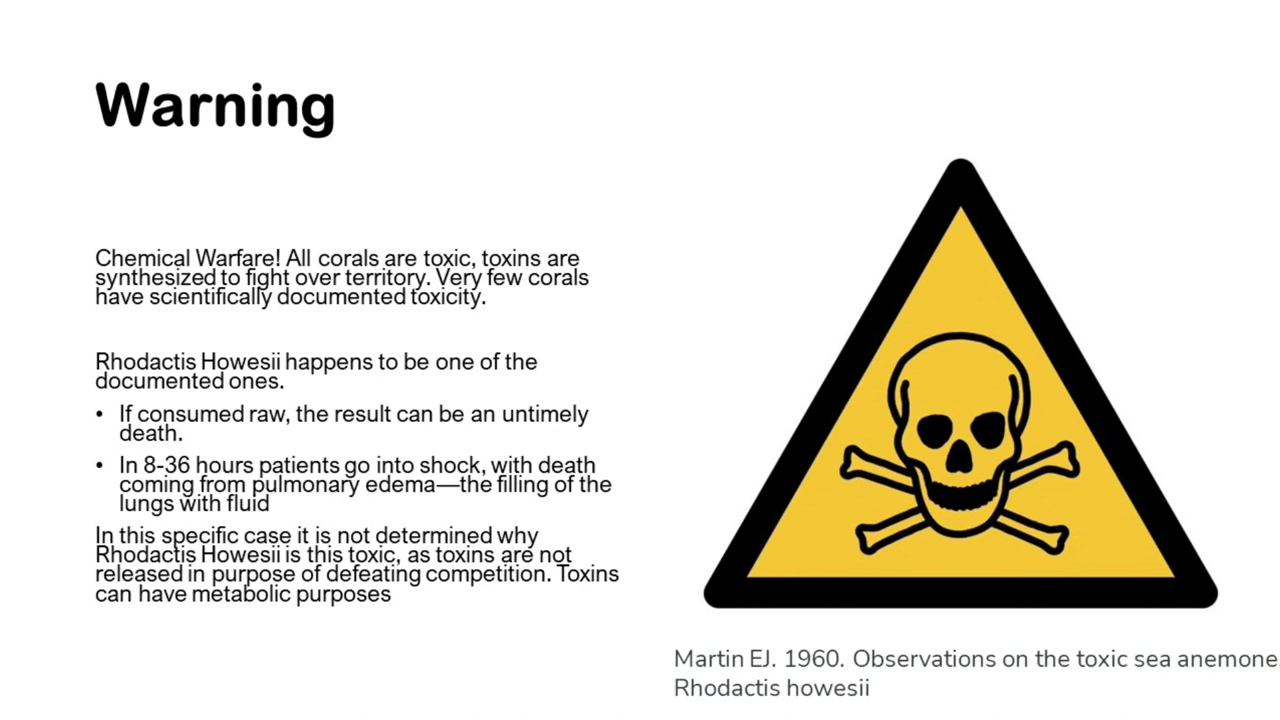 Warning
Chemical Warfare! All corals are toxic, toxins are
synthesized to fight over territory. Very few corals
have scientifically documented toxicity.
Rhodactis Howesii happens to be one of the
documented ones.
• If consumed raw, the result can be an untimely
death.
• In 8-36 hours patients go into shock, with death
coming from pulmonary edema—the filling of the
lungs with fluid
In this specific case it is not determined why
Rhodactis Howesii is this toxic, as toxins are not
released in purpose of defeating competition. Toxins
can have metabolic purposes
Martin EJ. 1960. Observations on the toxic sea anemone
Rhodactis howesii